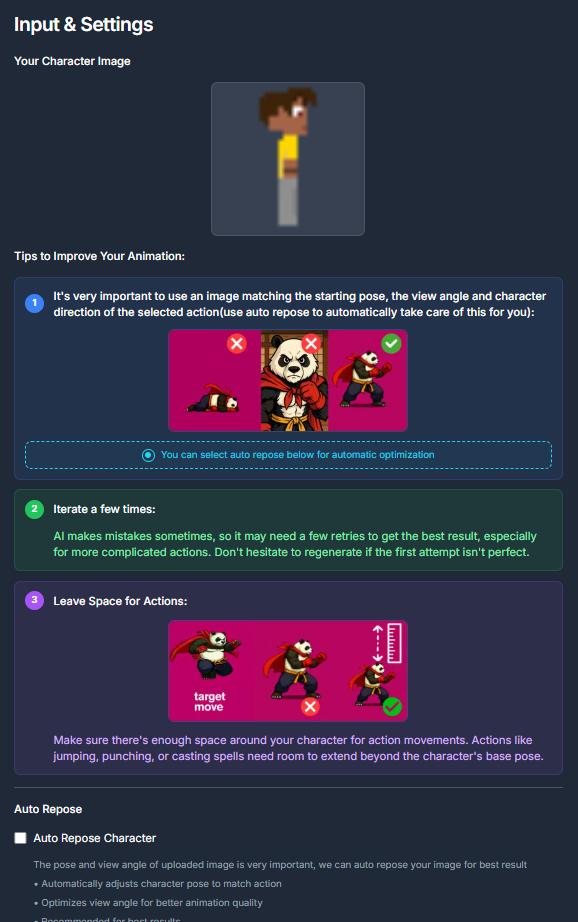 Input & Settings
Your Character Image
Tips to Improve Your Animation:
1
It's very important to use an image matching the starting pose, the view angle and character
direction of the selected action(use auto repose to automatically take care of this for you):
You can select auto repose below for automatic optimization
2
Iterate a few times:
AI makes mistakes sometimes, so it may need a few retries to get the best result, especially
for more complicated actions. Don't hesitate to regenerate if the first attempt isn't perfect.
3
Leave Space for Actions:
target
move
Make sure there's enough space around your character for action movements. Actions like
jumping, punching, or casting spells need room to extend beyond the character's base pose.
Auto Repose
Auto Repose Character
The pose and view angle of uploaded image is very important, we can auto repose your image for best result
• Automatically adjusts character pose to match action
• Optimizes view angle for better animation quality
• Recommended for best results